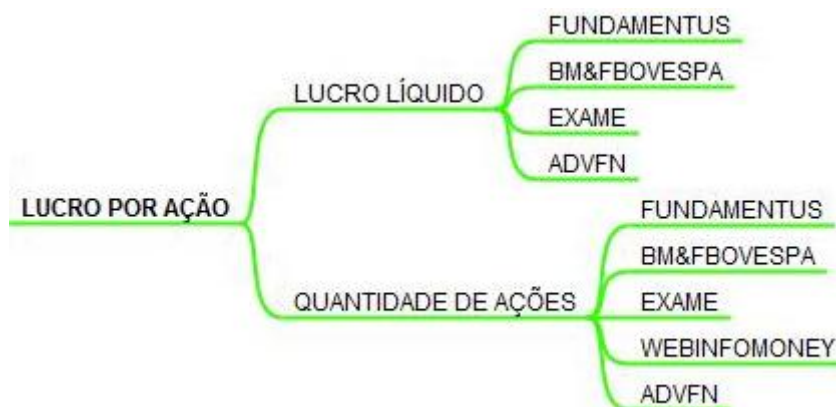 LUCRO POR AÇÃO
LUCRO LÍQUIDO
FUNDAMENTUS
BM&FBOVESPA
EXAME
ADVFN
QUANTIDADE DE AÇÕES
FUNDAMENTUS
BM&FBOVESPA
EXAME
WEBINFOMONEY
ADVFN